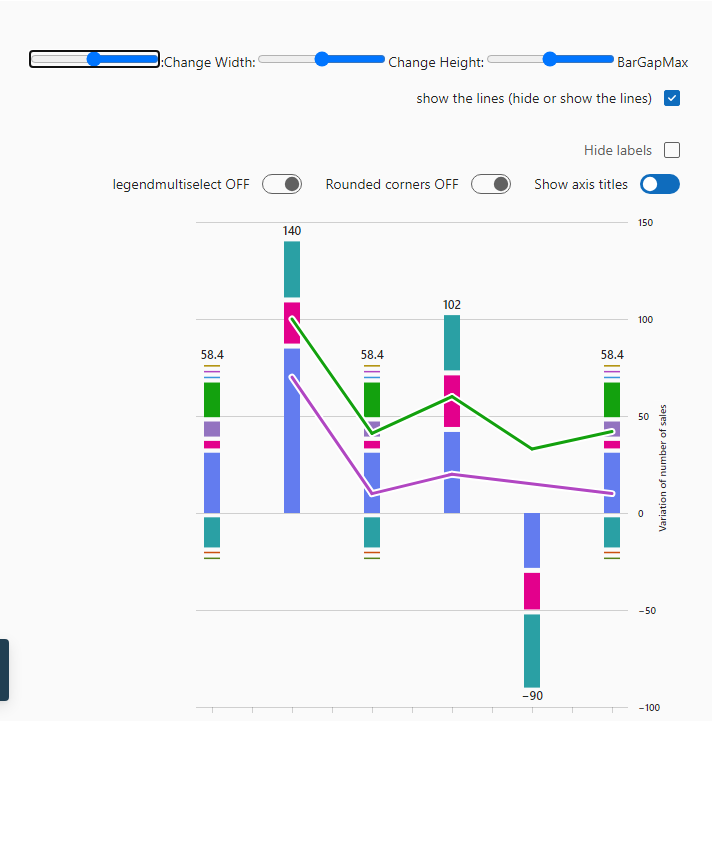 :Change Width: Change Height: BarGapMax
show the lines (hide or show the lines)
Hide labels
legendmultiselect OFF Rounded corners OFF Show axis titles
150
140
102
100
58.4 58.4 58.4
50
Variation of number of sales
0
−50
−90
−100